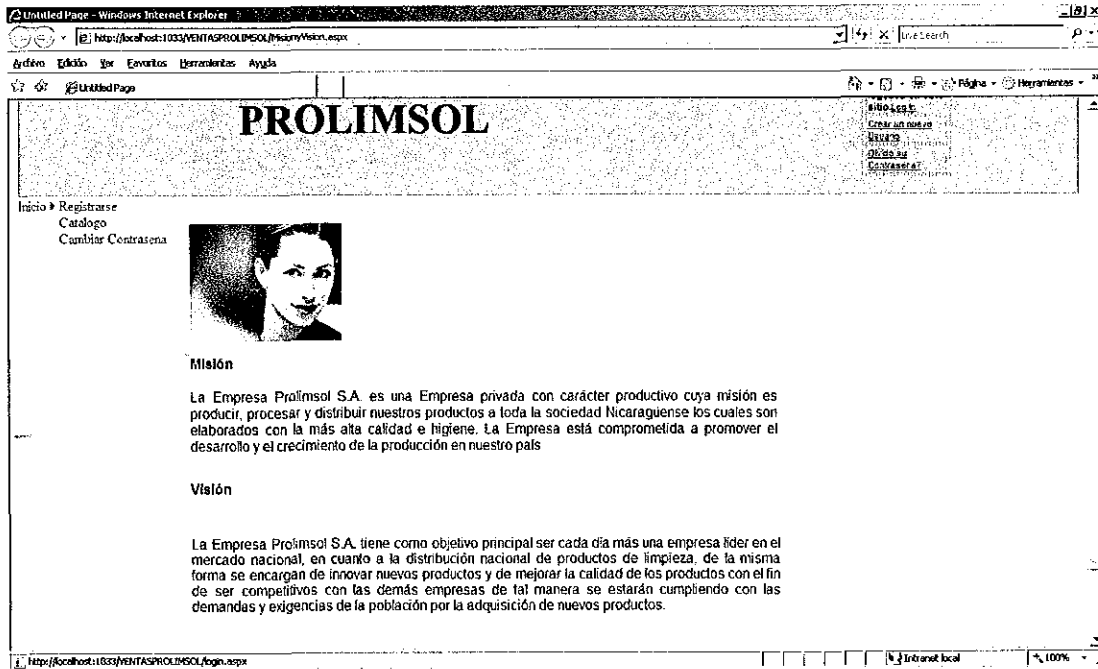 Untitled Page - Windows Internet Explorer
http://localhost:1033/VENTASPROLIMSOL/MisionyVision.aspx
Live Search
Archivo Edición Ver Favoritos Herramientas Ayuda
Untitled Page
Página Herramientas
PROLIMSOL
Crear un nuevo
Usuario
Olvido su
Contrasena?
Inicio Registrarse
Catalogo
Cambiar Contrasena
Misión
La Empresa Prolimsol S.A. es una Empresa privada con carácter productivo cuya misión es
producir, procesar y distribuir nuestros productos a toda la sociedad Nicaraguense los cuales son
elaborados con la más alta calidad e higiene. La Empresa está comprometida a promover el
desarrollo y el crecimiento de la producción en nuestro país
Visión
La Empresa Prolimsol S.A. tiene como objetivo principal ser cada día más una empresa líder en el
mercado nacional, en cuanto a la distribución nacional de productos de limpieza, de la misma
forma se encargan de innovar nuevos productos y de mejorar la calidad de los productos con el fin
de ser competitivos con las demás empresas de tal manera se estarán cumpliendo con las
demandas y exigencias de la población por la adquisición de nuevos productos.
http://localhost:1033/VENTASPROLIMSOL/login.aspx
Intranet local
100%